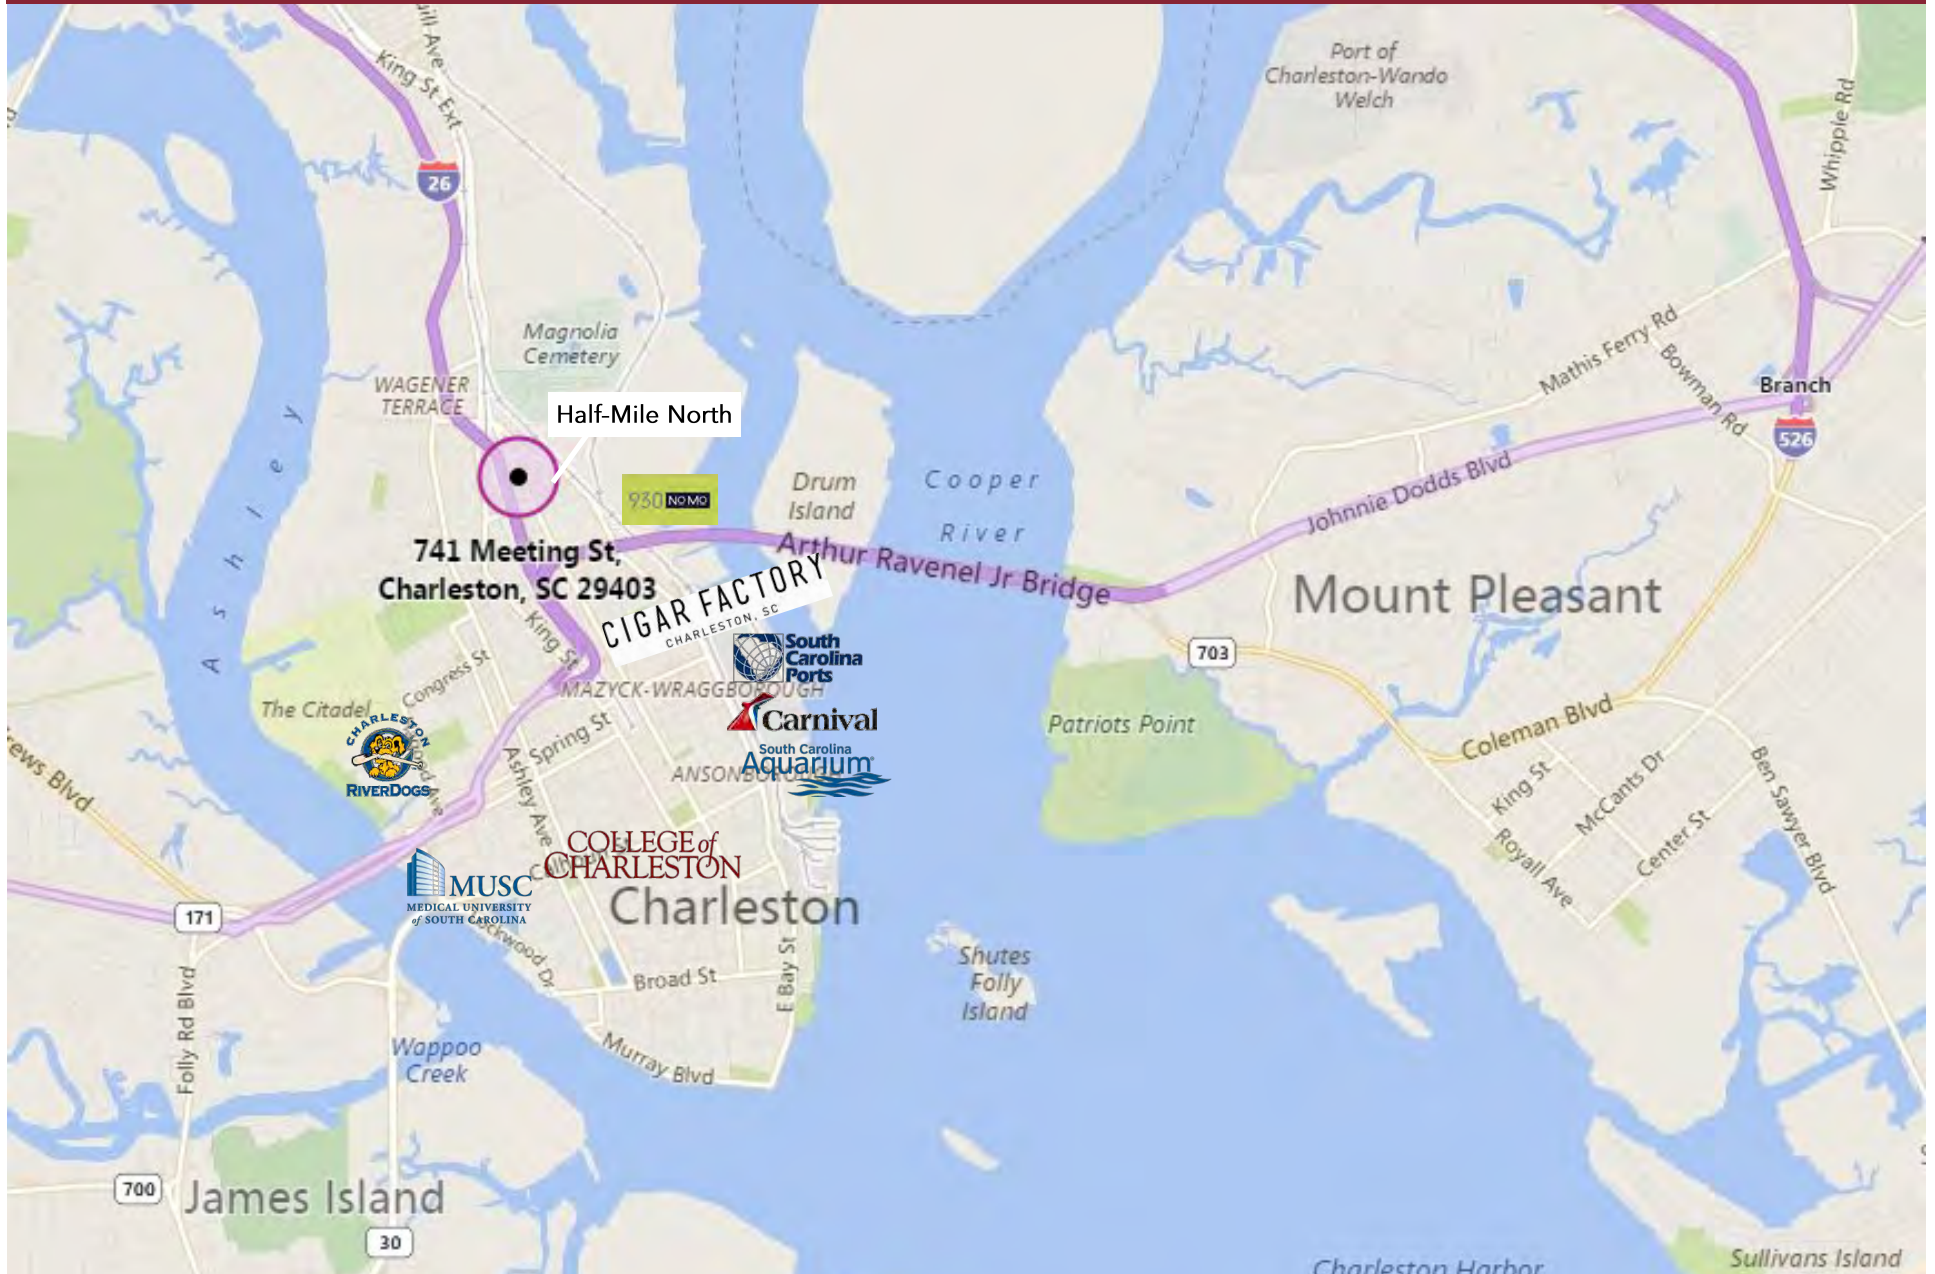 Port of
Charleston-Wando
Welch
King St Ext
Whipple Rd
26
Magnolia
Cemetery
Mathis Ferry Rd
Bowman Rd
WAGENER
TERRACE
Branch
Half-Mile North
526
Ashley
Drum
Island
Cooper
River
930 NOMO
Johnnie Dodds Blvd
741 Meeting St,
Charleston, SC 29403
Arthur Ravenel Jr Bridge
Mount Pleasant
CIGAR FACTORY
CHARLESTON, SC
King St
South
Carolina
Ports
703
Congress St
MAZYCK-WRAGGBOROUGH
The Citadel
Carnival
Patriots Point
Coleman Blvd
CHARLESTON
RIVERDOGS
Spring St
South Carolina
Aquarium
Ashley Ave
King St
McCants Dr
Ben Sawyer Blvd
Center St
Royall Ave
COLLEGE of
CHARLESTON
MUSC
MEDICAL UNIVERSITY
of SOUTH CAROLINA
Charleston
171
Broad St
E Bay St
Shutes
Folly
Island
Folly Rd Blvd
Wappoo
Creek
Murray Blvd
700
James Island
30
Charleston Harbor
Sullivans Island